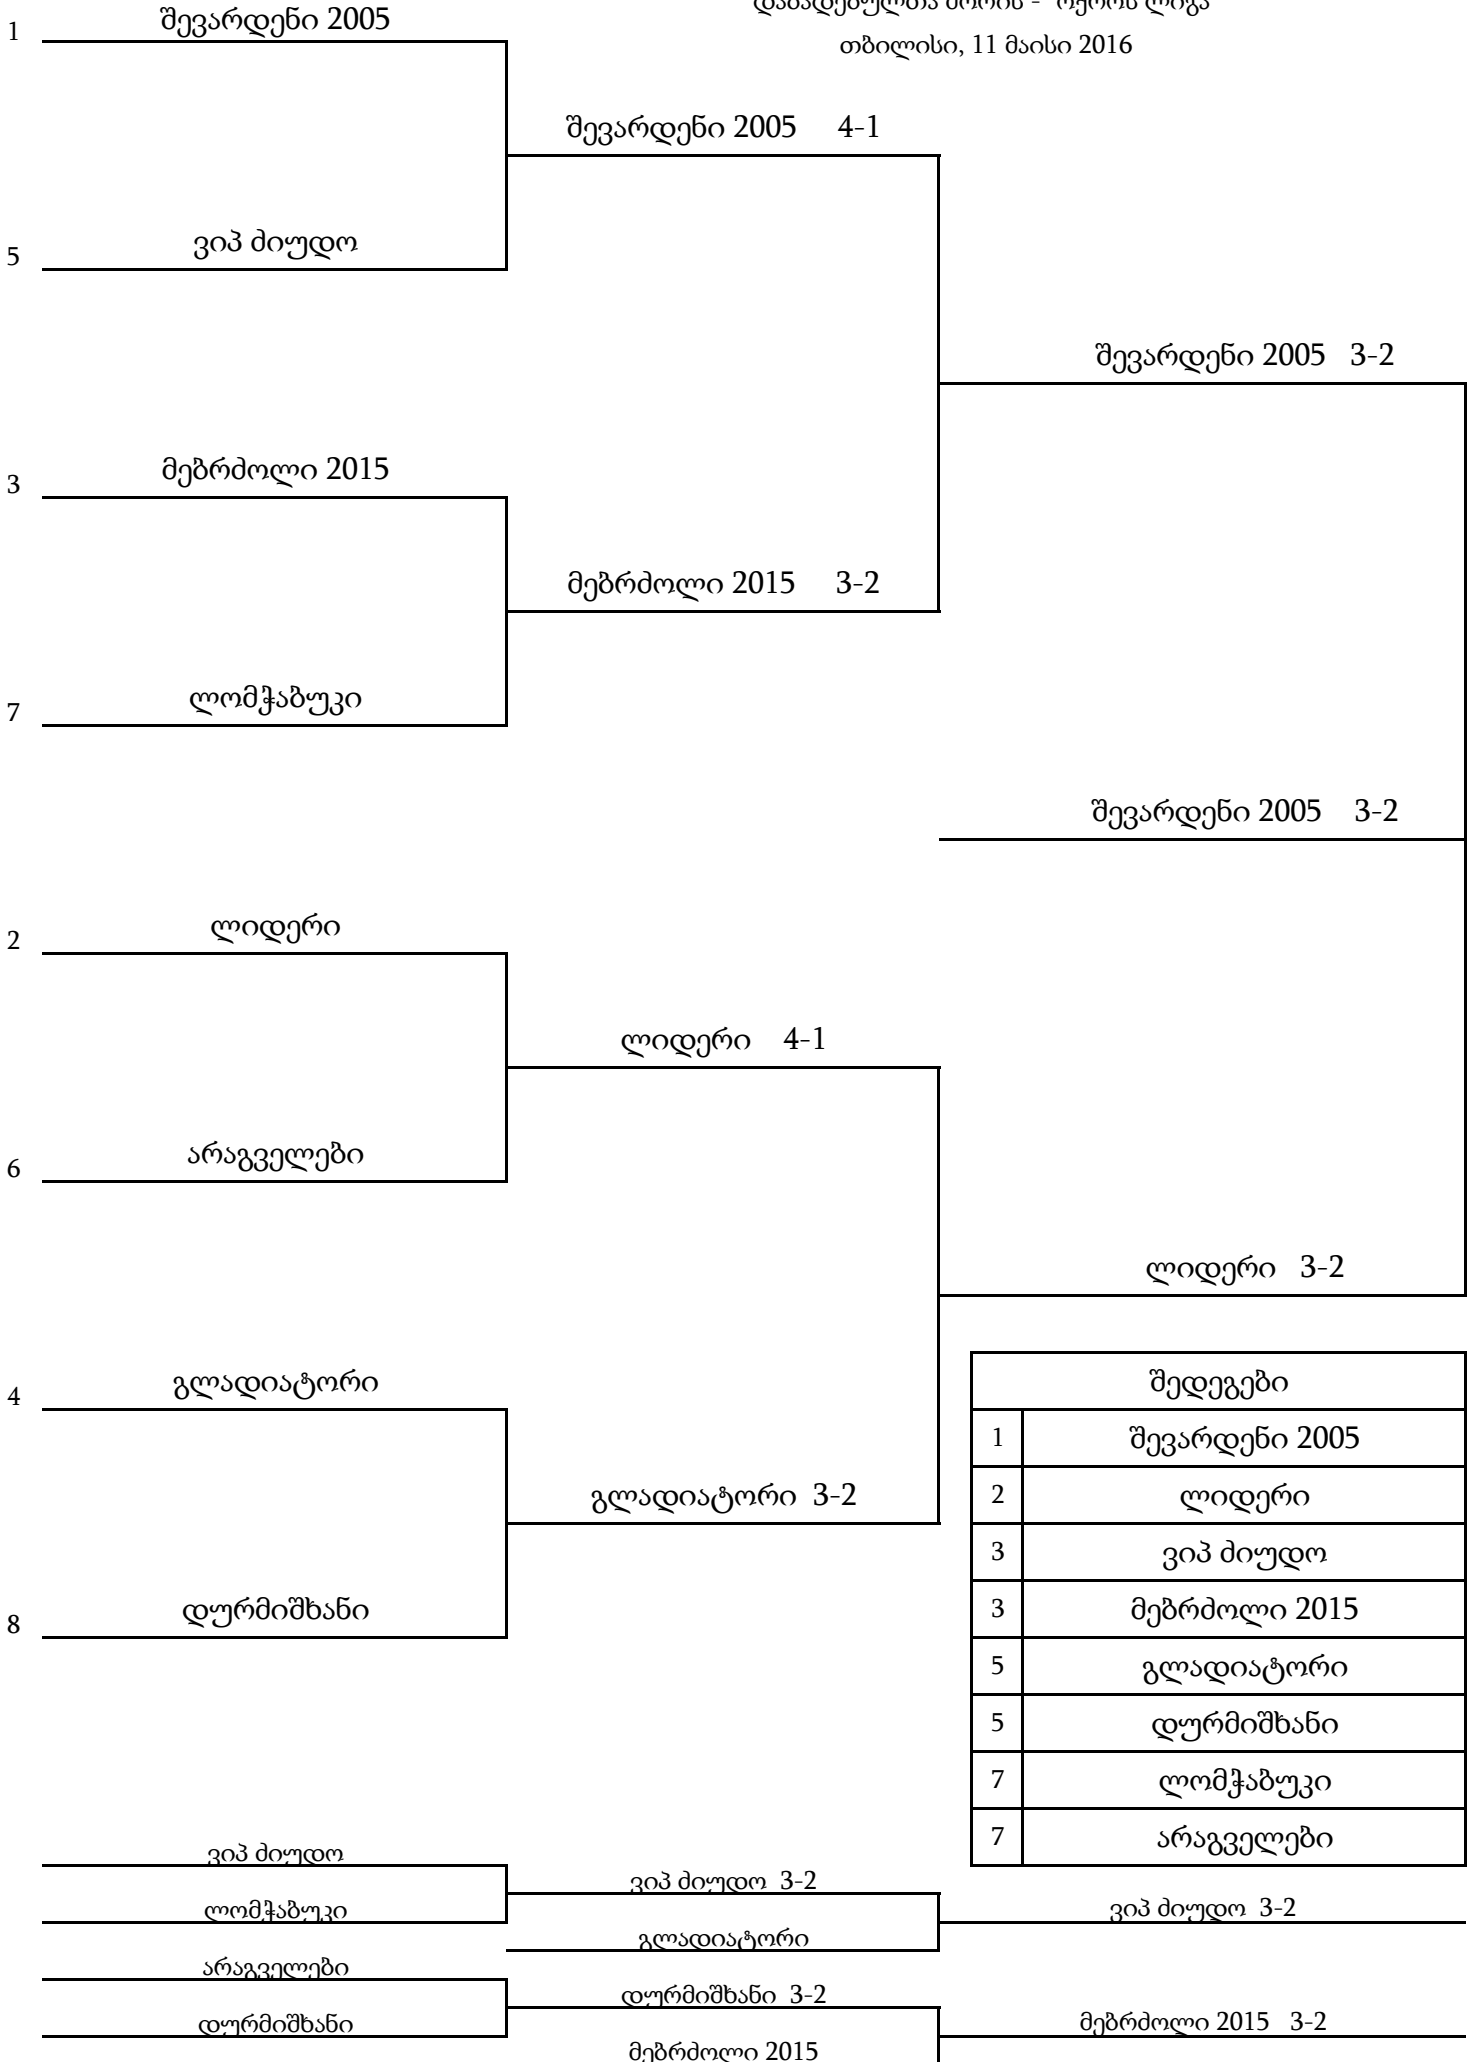 თბილისი, 11 მაისი 2016
1 შევარდენი 2005
შევარდენი 2005 4-1
5 ვიპ ძიუდო
შევარდენი 2005 3-2
3 მებრძოლი 2015
მებრძოლი 2015 3-2
7 ლომჭაბუკი
შევარდენი 2005 3-2
2 ლიდერი
ლიდერი 4-1
6 არაგველები
ლიდერი 3-2
4 გლადიატორი
გლადიატორი 3-2
8 დურმიშხანი
შედეგები
1 შევარდენი 2005
2 ლიდერი
3 ვიპ ძიუდო
3 მებრძოლი 2015
5 გლადიატორი
5 დურმიშხანი
7 ლომჭაბუკი
7 არაგველები
ვიპ ძიუდო
ვიპ ძიუდო 3-2
ლომჭაბუკი
ვიპ ძიუდო 3-2
გლადიატორი
არაგველები
დურმიშხანი 3-2
დურმიშხანი
მებრძოლი 2015 3-2
მებრძოლი 2015